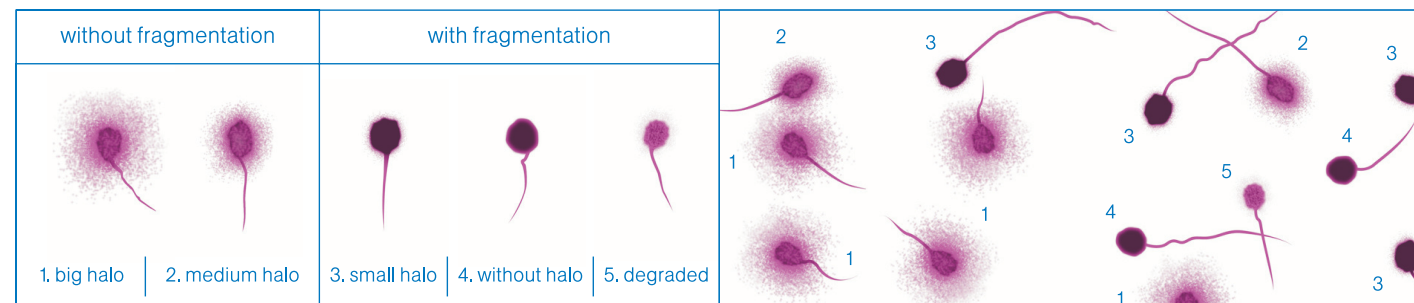 without fragmentation
with fragmentation
1. big halo
2. medium halo
3. small halo
4. without halo
5. degraded
2
3
2
3
3
1
4
5
4
1
1
3
1